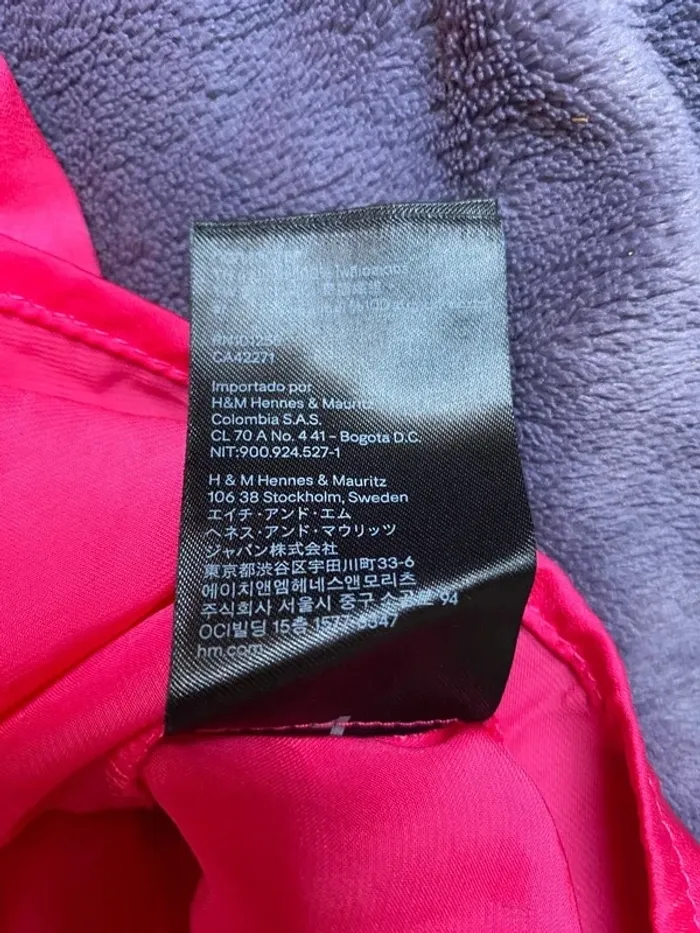 CA42271
Importado por
H&M Hennes & Mauritz
Colombia S.A.S.
CL 70 A No. 4 41 - Bogota D.C.
NIT:900.924.527-1
H & M Hennes & Mauritz
106 38 Stockholm, Sweden
エイチ・アンド・エム
ヘネス・アンド・マウリッツ
ジャパン株式会社
東京都渋谷区宇田川町33-6
에이치앤엠헤네스앤모리츠
주식회사 서울시 중구 94
OCI빌딩 15층
hm.com